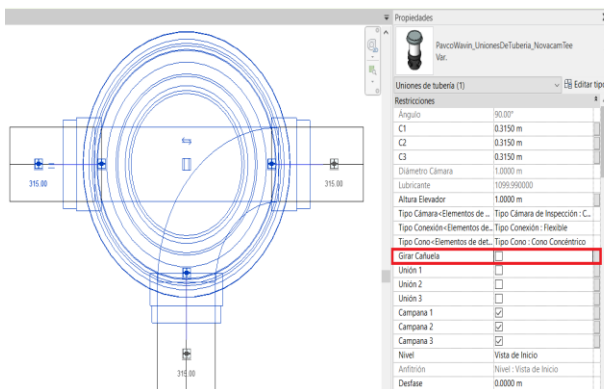 Propiedades
PavcoWavin_UnionesDeTuberia_NovacamTee
Var.
Uniones de tubería (1)
Editar tipo
Restricciones
Ángulo 90.00°
C1 0.3150 m
C2 0.3150 m
C3 0.3150 m
Diámetro Cámara 1.0000 m
Lubricante 1099.990000
Altura Elevador 1.0000 m
Tipo Cámara<Elementos de ... Tipo Cámara de Inspección : C...
Tipo Conexión<Elementos de... Tipo Conexión : Flexible
Tipo Cono<Elementos de det... Tipo Cono : Cono Concéntrico
Girar Cañuela
Unión 1
Unión 2
Unión 3
Campana 1
Campana 2
Campana 3
Nivel Vista de Inicio
Anfitrión Nivel : Vista de Inicio
Desfase 0.0000 m
315.00
315.00
315.00